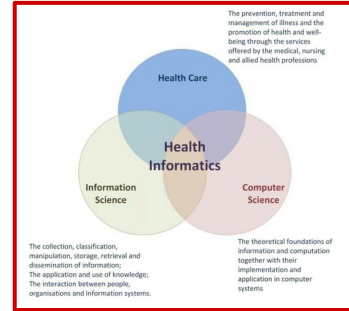 The prevention, treatment and
management of illness and the
promotion of health and well-
being through the services
offered by the medical, nursing
and allied health professions
Health Care
Health
Informatics
Information
Science
Computer
Science
The collection, classification,
manipulation, storage, retrieval and
dissemination of information;
The application and use of knowledge;
The interaction between people,
organisations and information systems.
The theoretical foundations of
information and computation
together with their
implementation and
application in computer
systems